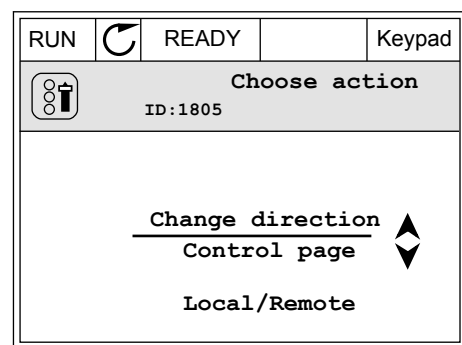 RUN READY Keypad
Choose action
ID:1805
Change direction
Control page
Local/Remote